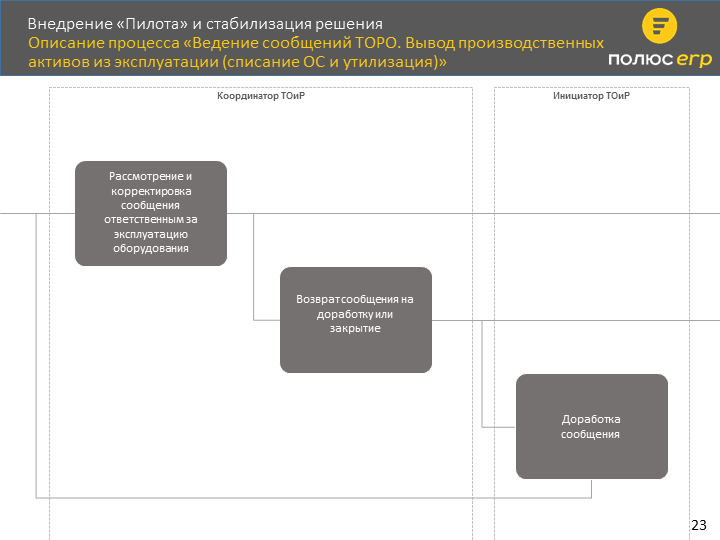 Внедрение «Пилота» и стабилизация решения
Описание процесса «Ведение сообщений ТОРО. Вывод производственных
активов из эксплуатации (списание ОС и утилизация)»
ПОЛЮС егр
Координатор ТОиР
Инициатор ТОиР
Рассмотрение и
корректировка
сообщения
ответственным за
эксплуатацию
оборудования
Возврат сообщения на
доработку или
закрытие
Доработка
сообщения
23